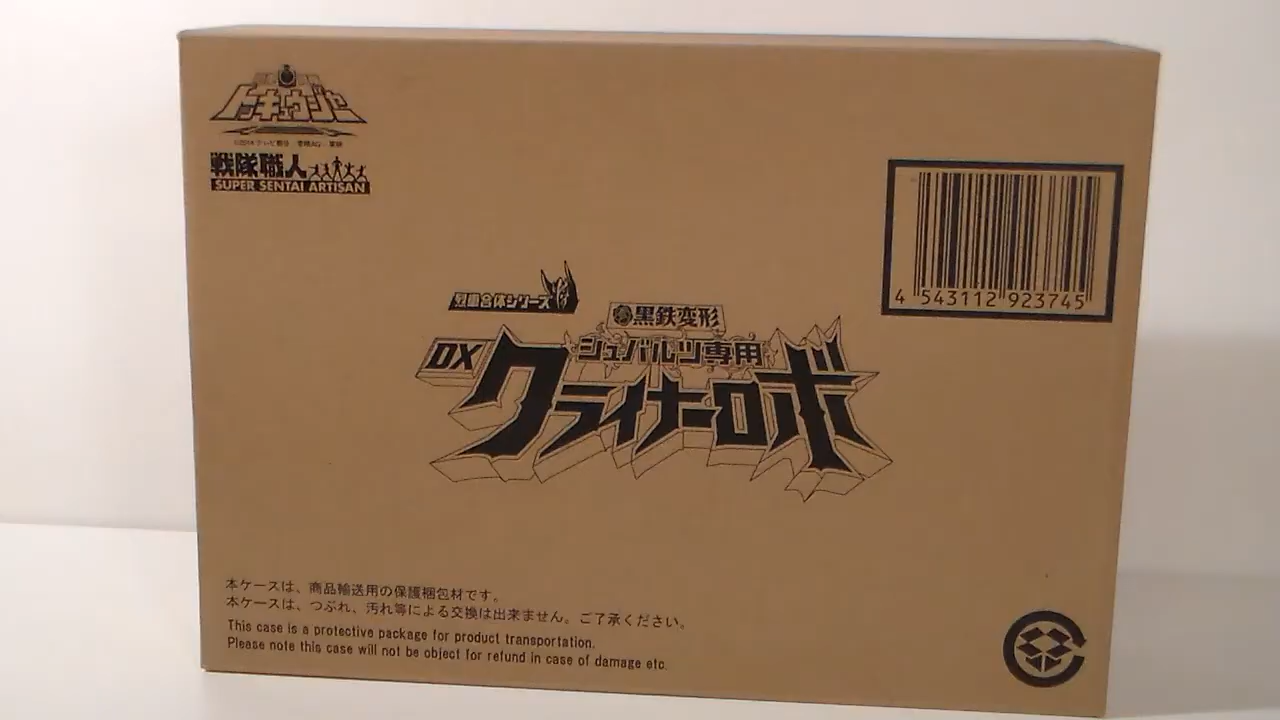 トッキュウジャー
戦隊職人
SUPER SENTAI ARTISAN
4 543112 923745
烈車合体シリーズ
黒鉄変形
シュバルツ専用
DX クライナーロボ
本ケースは、商品輸送用の保護梱包材です。
本ケースは、つぶれ、汚れ等による交換は出来ません。ご了承ください。
This case is a protective package for product transportation.
Please note this case will not be object for refund in case of damage etc.